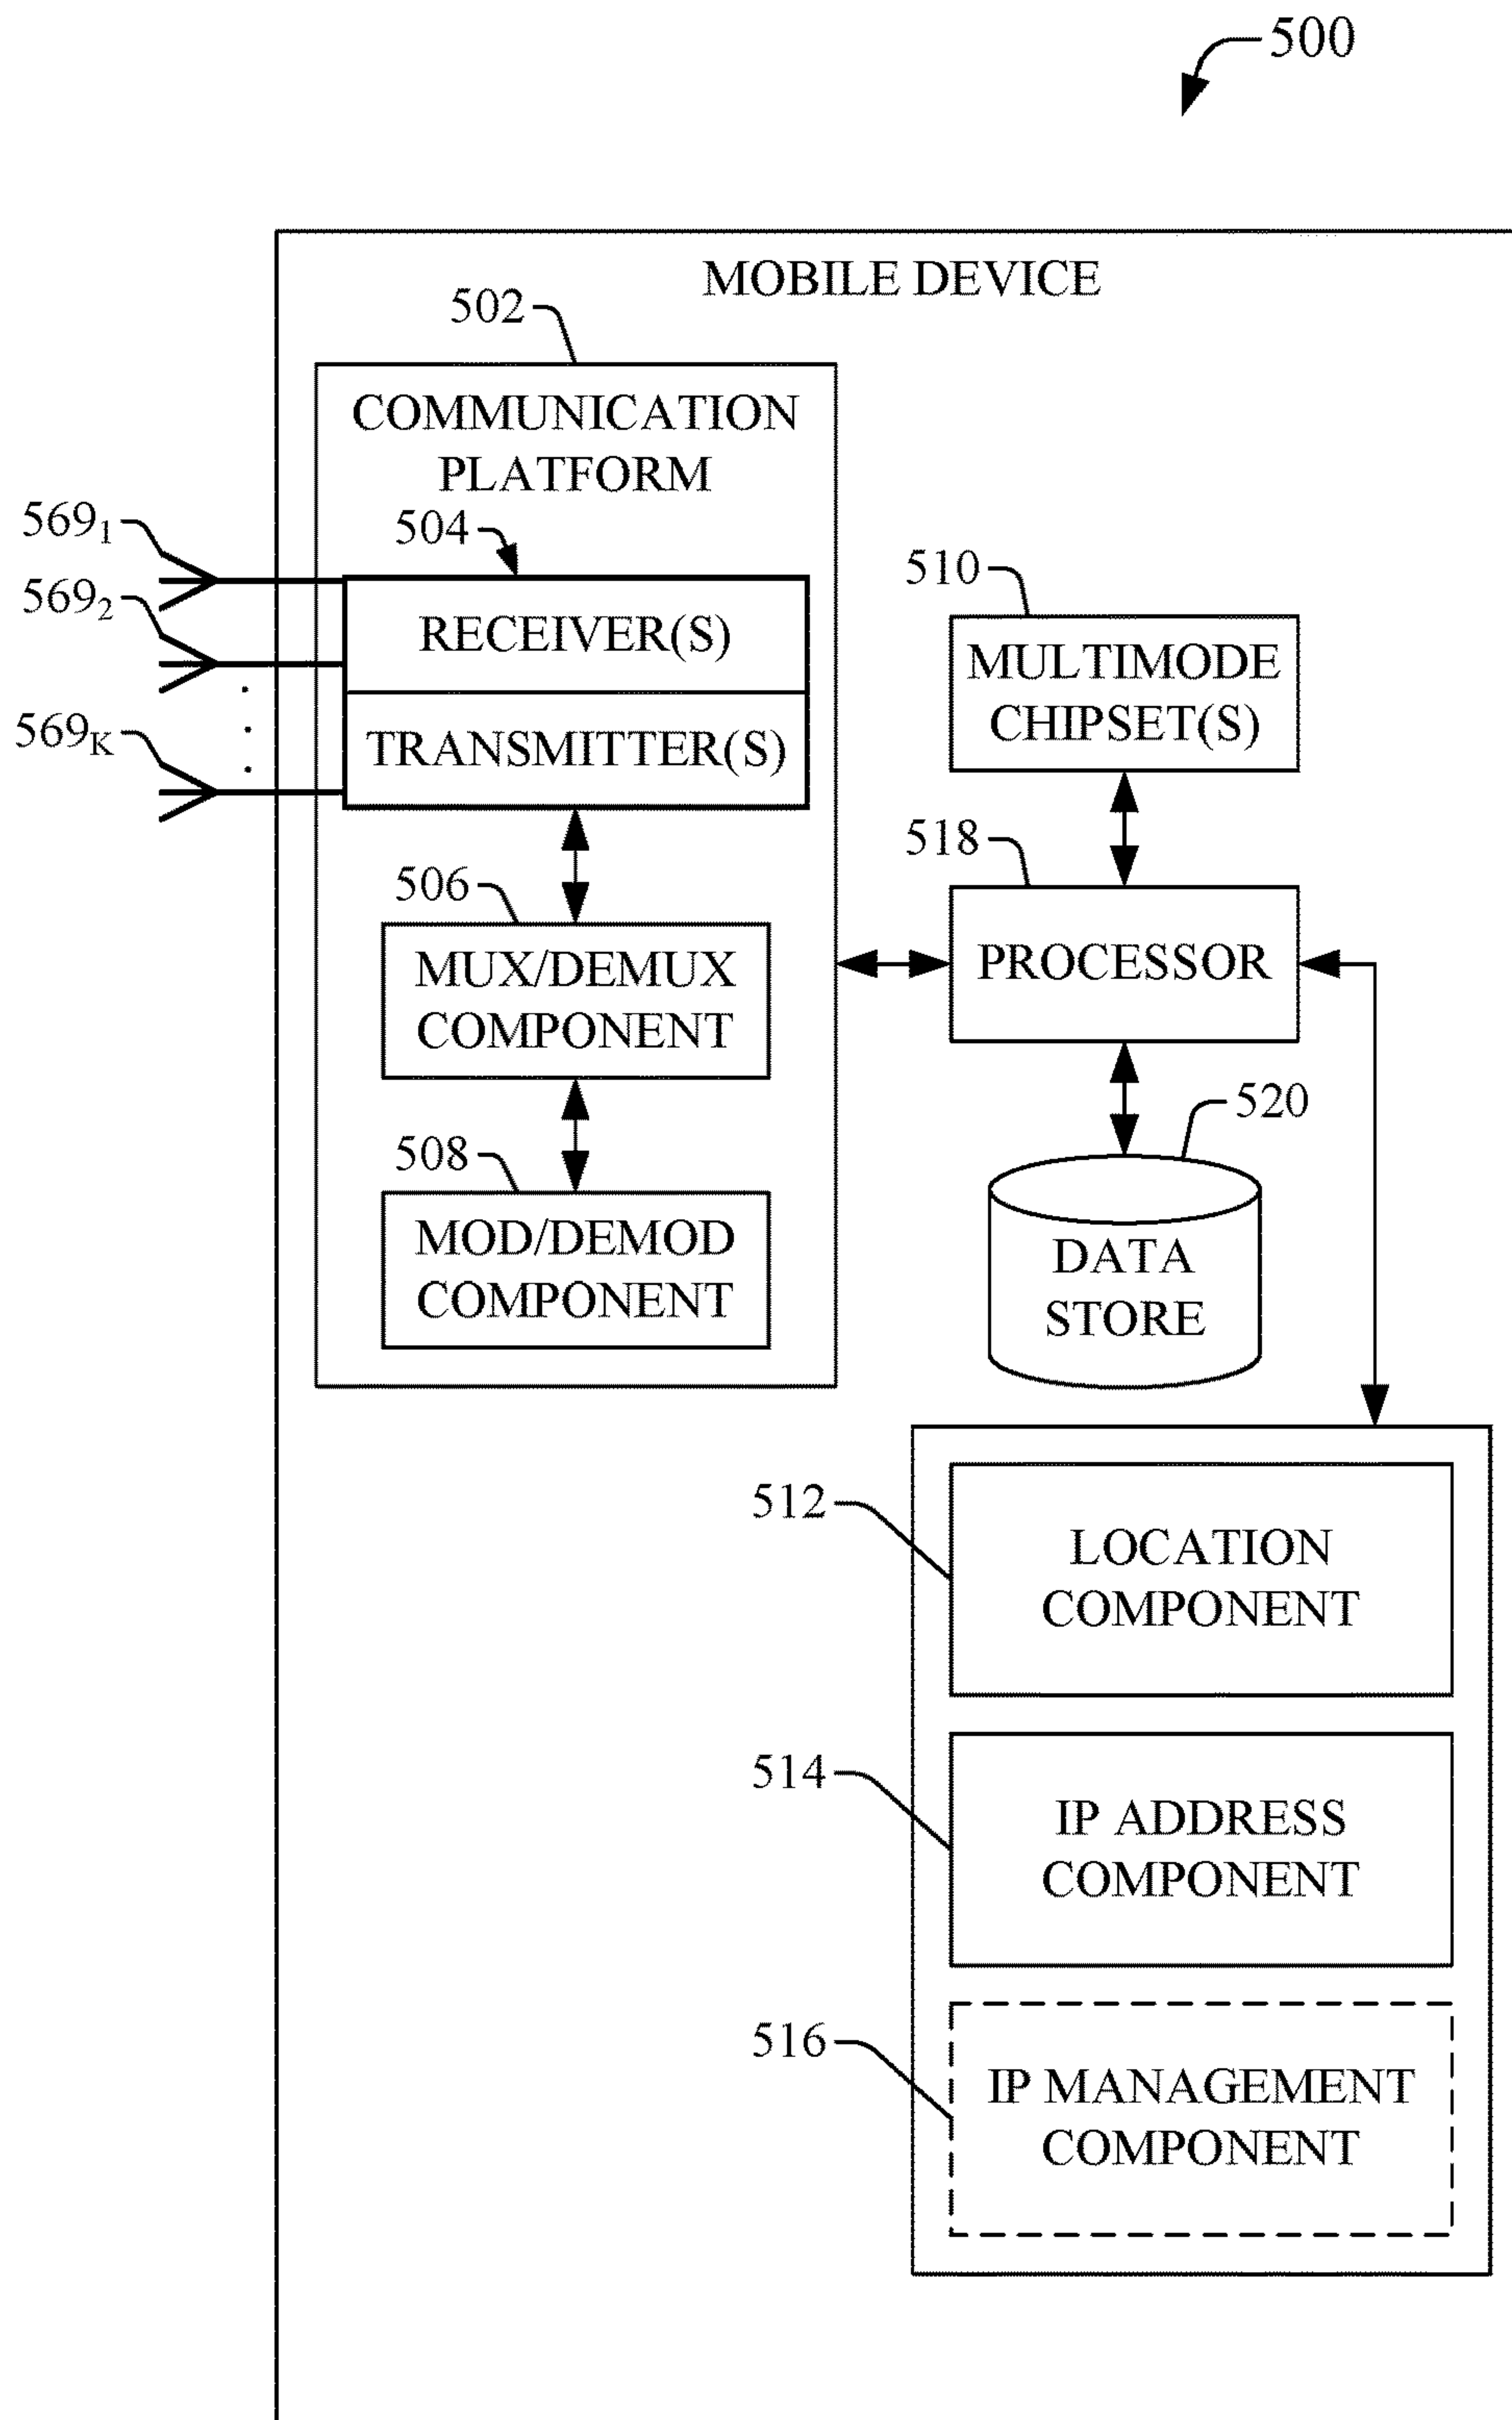 500
MOBILE DEVICE
502
COMMUNICATION
PLATFORM
504
569₁
RECEIVER(S)
569₂
TRANSMITTER(S)
569K
506
MUX/DEMUX
COMPONENT
508
MOD/DEMOD
COMPONENT
510
MULTIMODE
CHIPSET(S)
518
PROCESSOR
520
DATA
STORE
512
LOCATION
COMPONENT
514
IP ADDRESS
COMPONENT
516
IP MANAGEMENT
COMPONENT